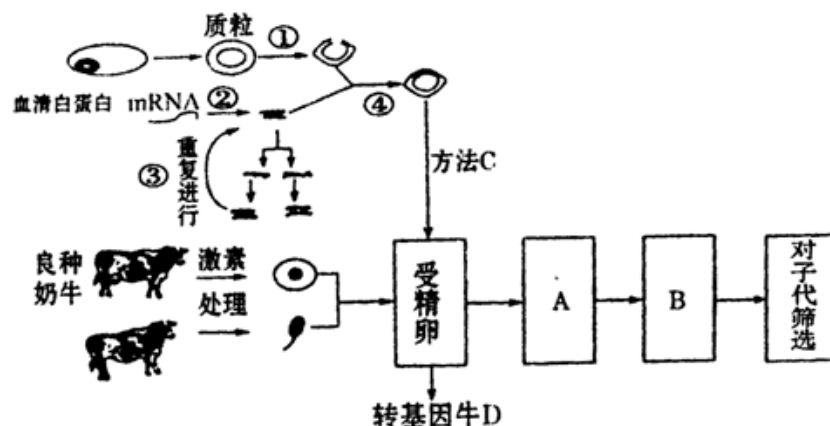 质粒
①
血清白蛋白 mRNA
②
④
③
重复进行
方法C
良种
奶牛
激素
处理
受精卵
A
B
对子代筛选
转基因牛D